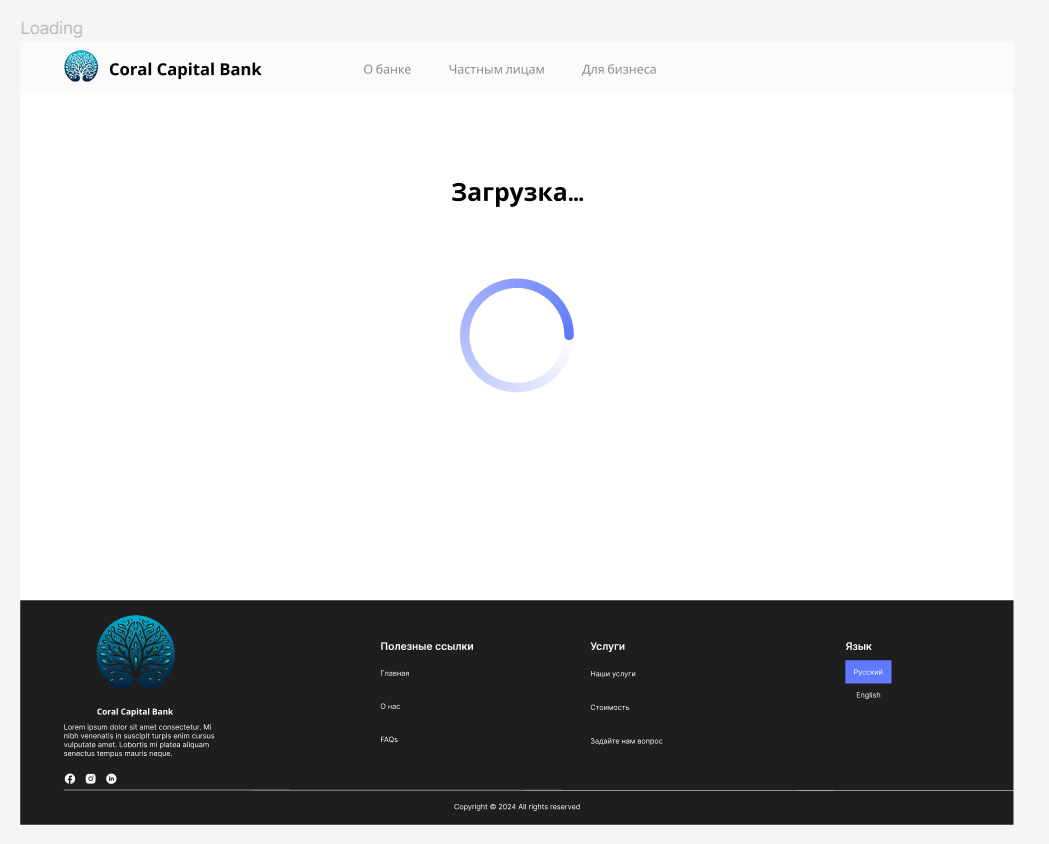 Loading
Coral Capital Bank
О банке
Частным лицам
Для бизнеса
Загрузка...
Coral Capital Bank
Lorem ipsum dolor sit amet consectetur. Mi
nibh venenatis in suscipit turpis enim cursus
vulputate amet. Lobortis mi platea aliquam
senectus tempus mauris neque.
Полезные ссылки
Главная
О нас
FAQs
Услуги
Наши услуги
Стоимость
Задайте нам вопрос
Язык
Русский
English
Copyright © 2024 All rights reserved